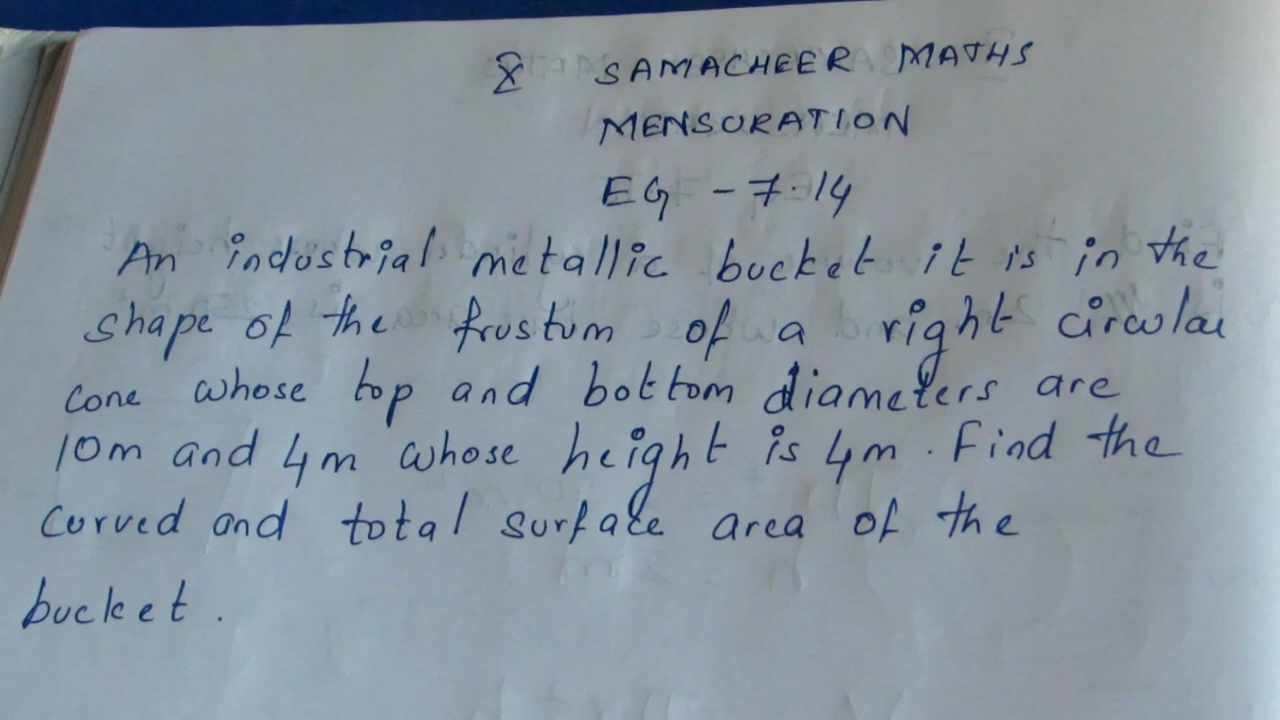 X SAMACHEER MATHS
MENSURATION
EG - 7.14
An industrial metallic bucket it is in the
shape of the frustum of a right circular
cone whose top and bottom diameters are
10m and 4m whose height is 4m. Find the
curved and total surface area of the
bucket.